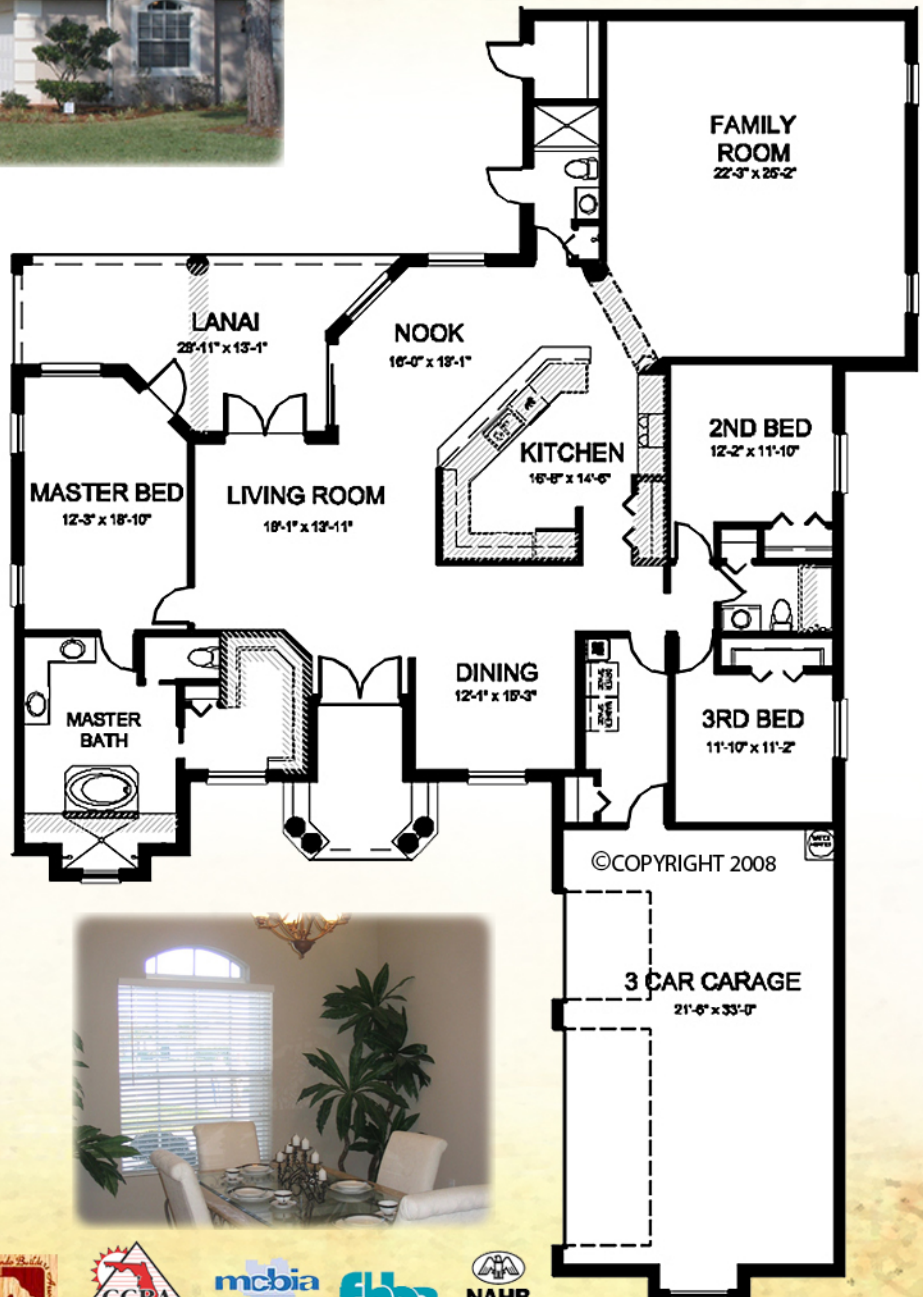 FAMILY
ROOM
22'-3" x 25'-2"
LANAI
28'-11" x 13'-1"
NOOK
16'-0" x 13'-1"
2ND BED
12'-2" x 11'-10"
KITCHEN
16'-6" x 14'-6"
MASTER BED
12'-3" x 18'-10"
LIVING ROOM
18'-1" x 13'-11"
DINING
12'-1" x 15'-3"
MASTER
BATH
3RD BED
11'-10" x 11'-2"
©COPYRIGHT 2008
3 CAR CARAGE
21'-6" x 33'-0"
mcbia
NAHB